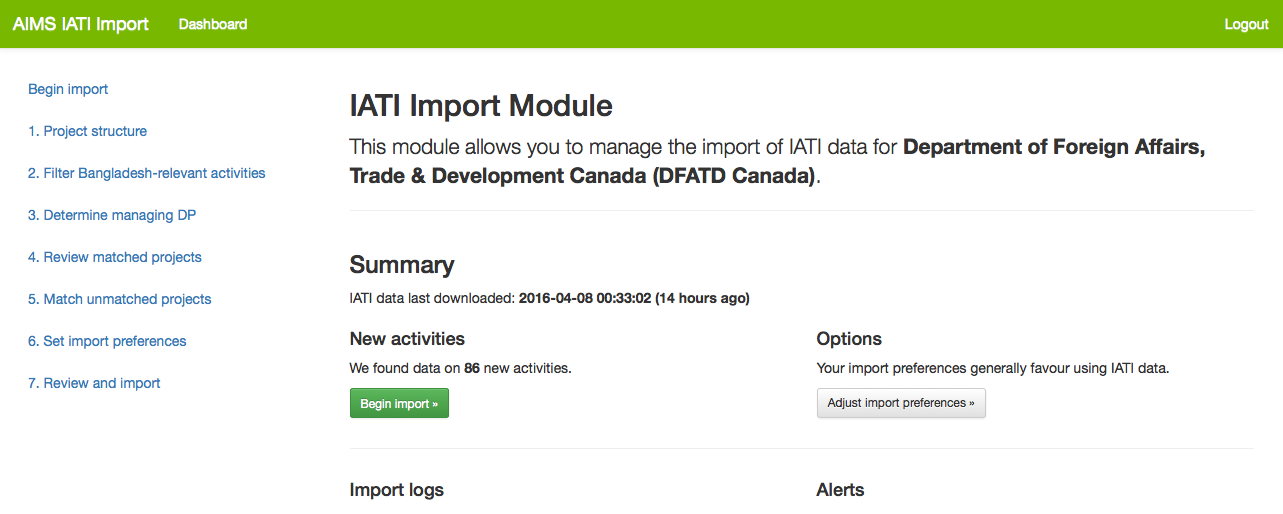 AIMS IATI Import Dashboard Logout
Begin import
1. Project structure
2. Filter Bangladesh-relevant activities
3. Determine managing DP
4. Review matched projects
5. Match unmatched projects
6. Set import preferences
7. Review and import
IATI Import Module
This module allows you to manage the import of IATI data for Department of Foreign Affairs,
Trade & Development Canada (DFATD Canada).
Summary
IATI data last downloaded: 2016-04-08 00:33:02 (14 hours ago)
New activities
We found data on 86 new activities.
Begin import »
Options
Your import preferences generally favour using IATI data.
Adjust import preferences »
Import logs
Alerts